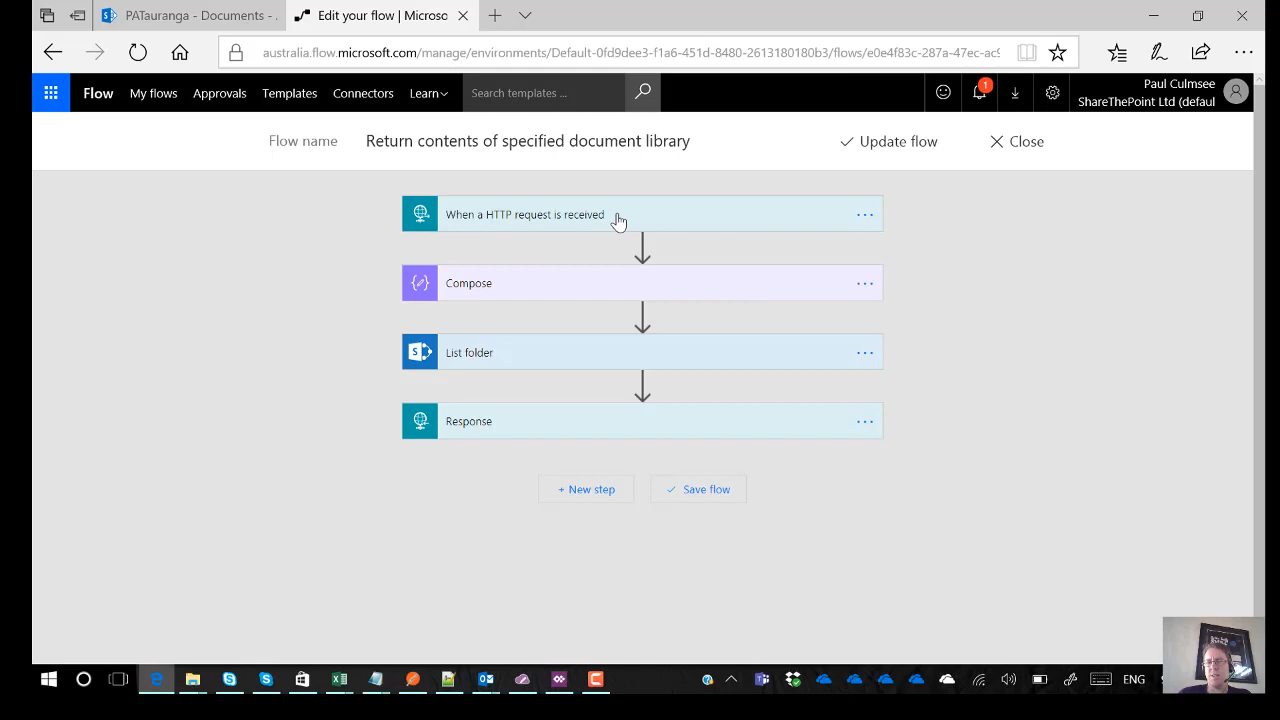 PATauranga - Documents - .
Edit your flow | Microso
australia.flow.microsoft.com/manage/environments/Default-0fd9dee3-f1a6-451d-8480-2613180180b3/flows/e0e4f83c-287a-47ec-ac9
Flow
My flows
Approvals
Templates
Connectors
Learn
Search templates ...
1
Paul Culmsee
ShareThePoint Ltd (defaul
Flow name
Return contents of specified document library
Update flow
Close
When a HTTP request is received
Compose
List folder
Response
+ New step
Save flow
ENG